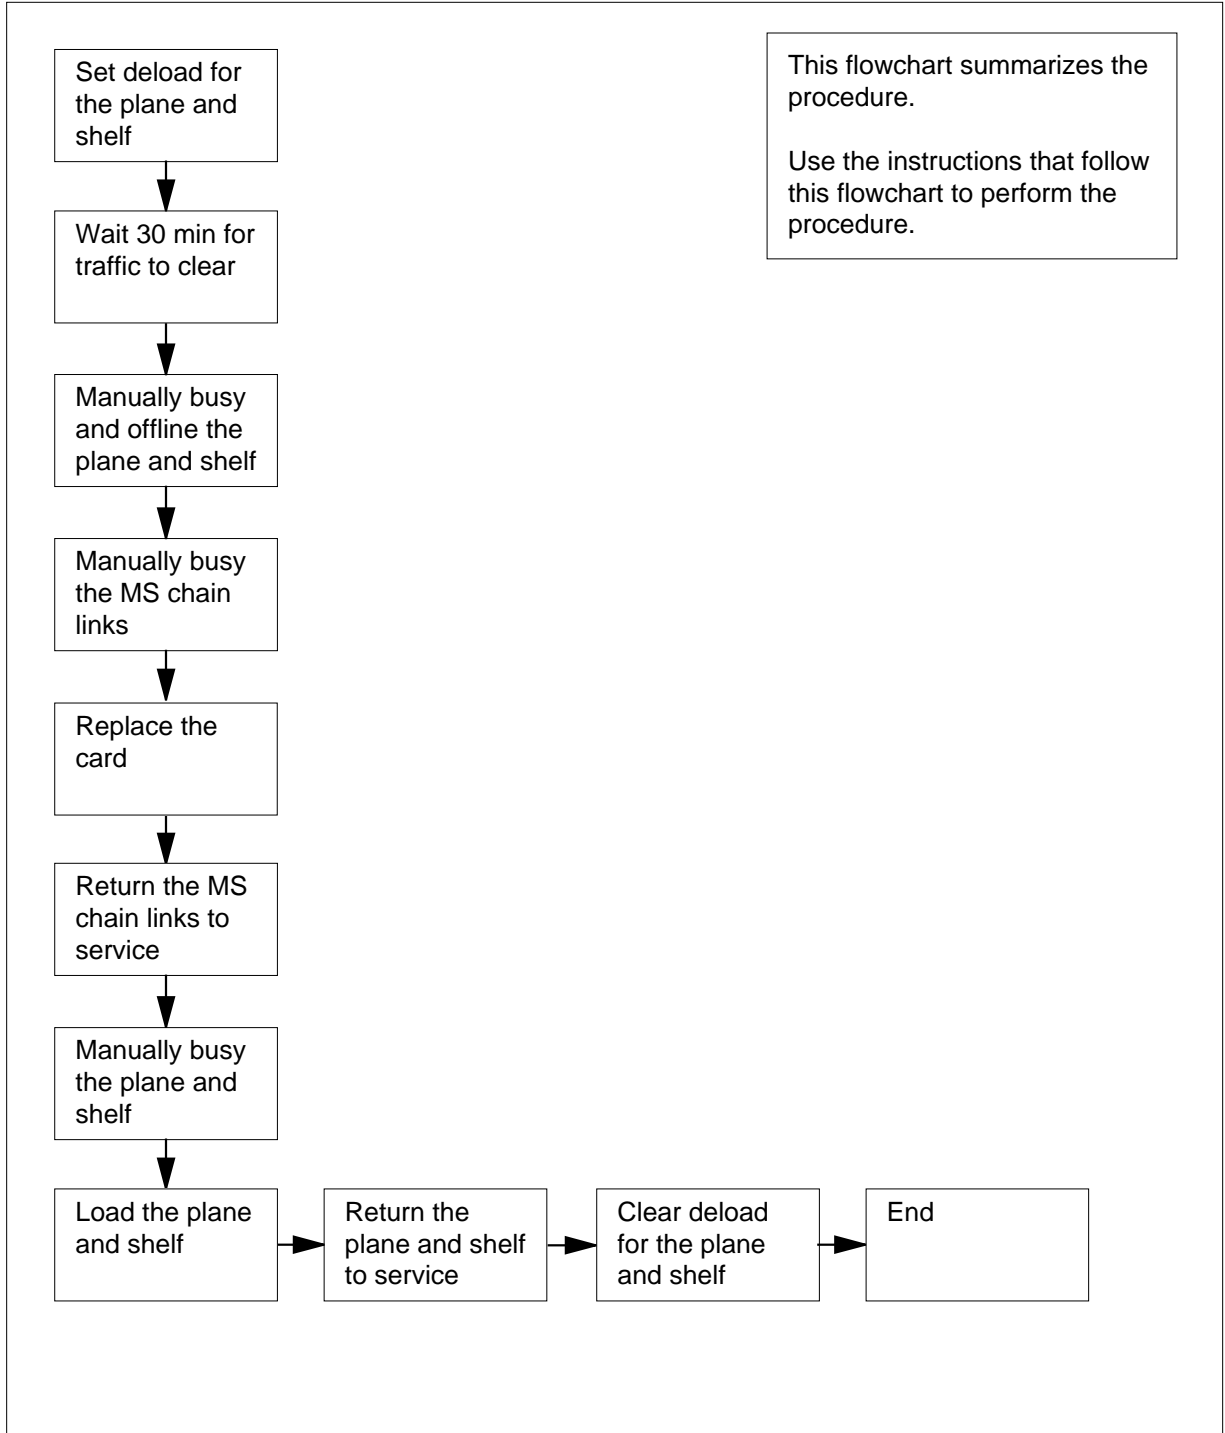 Set deload for
the plane and
shelf
This flowchart summarizes the
procedure.
Use the instructions that follow
this flowchart to perform the
procedure.
Wait 30 min for
traffic to clear
Manually busy
and offline the
plane and shelf
Manually busy
the MS chain
links
Replace the
card
Return the MS
chain links to
service
Manually busy
the plane and
shelf
Load the plane
and shelf
Return the
plane and shelf
to service
Clear deload
for the plane
and shelf
End